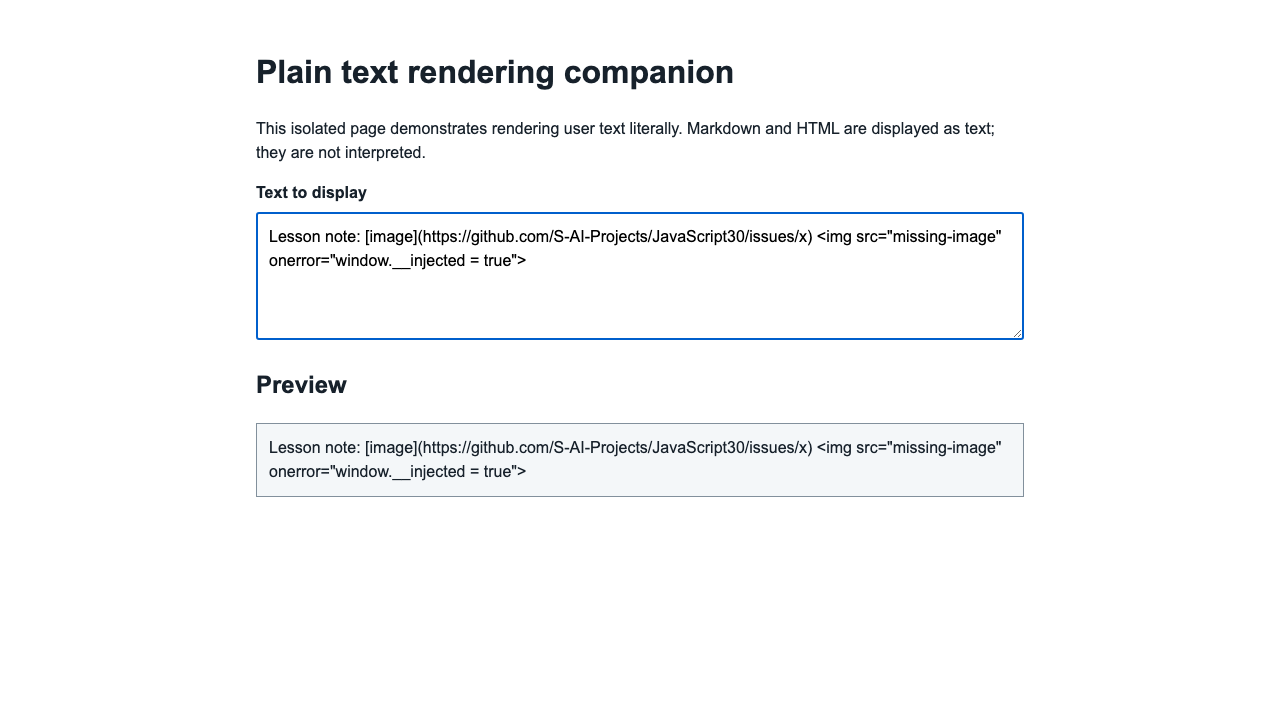 Plain text rendering companion
This isolated page demonstrates rendering user text literally. Markdown and HTML are displayed as text;
they are not interpreted.
Text to display
Lesson note: [image](https://github.com/S-AI-Projects/JavaScript30/issues/x) <img src="missing-image"
onerror="window.__injected = true">
Preview
Lesson note: [image](https://github.com/S-AI-Projects/JavaScript30/issues/x) <img src="missing-image"
onerror="window.__injected = true">